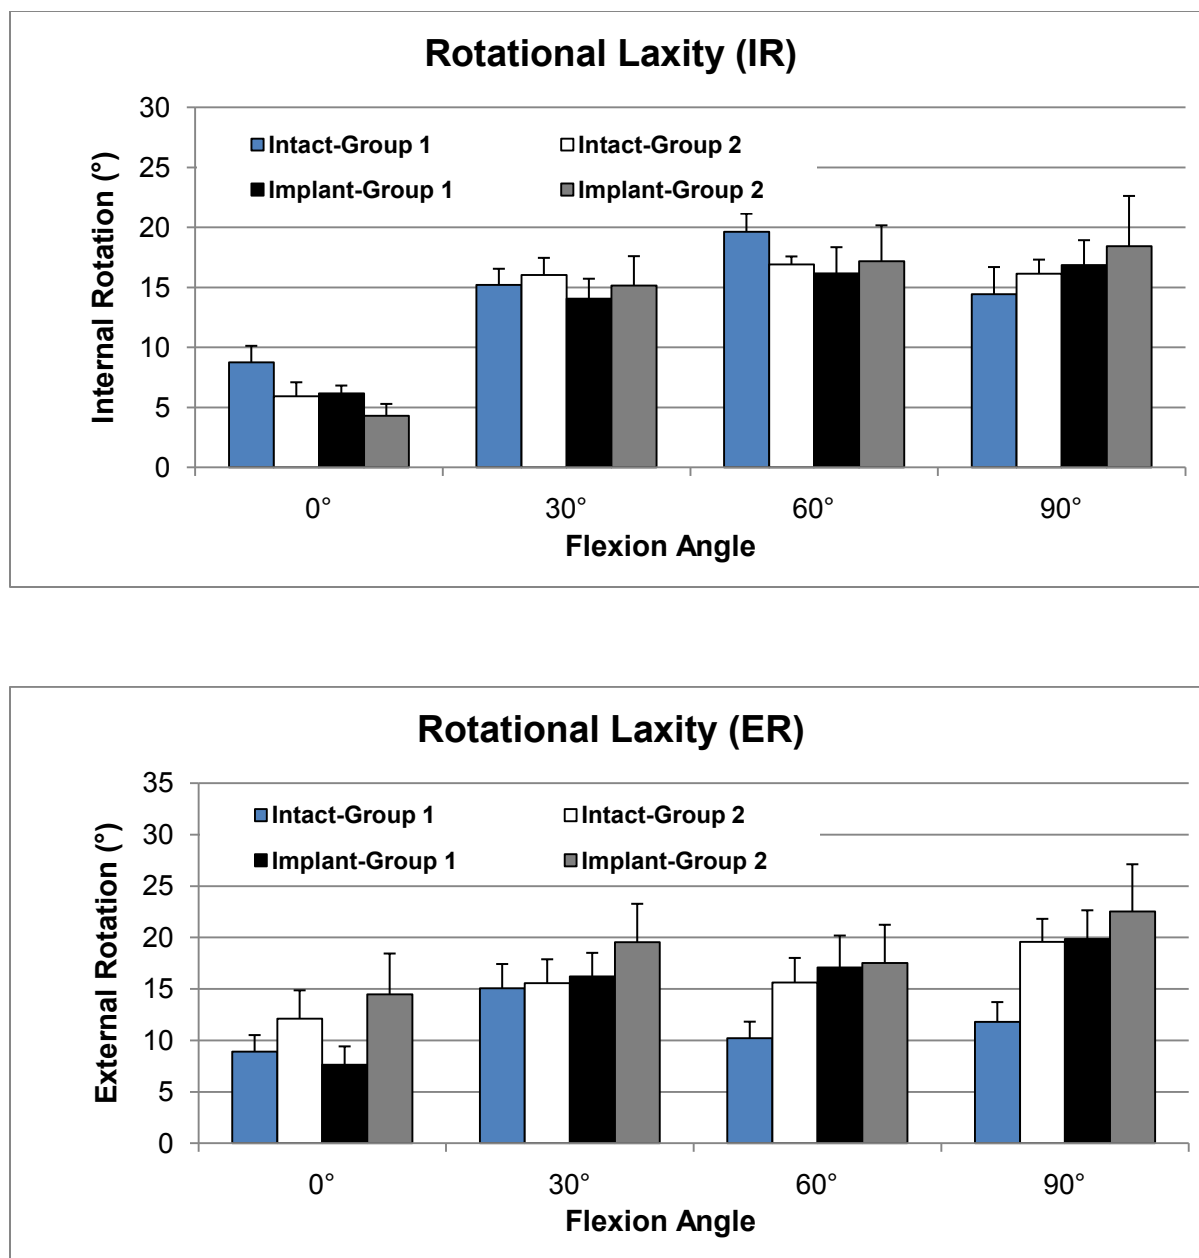 Rotational Laxity (IR)
30
25
20
15
10
5
0
Internal Rotation (°)
Intact-Group 1 Intact-Group 2
Implant-Group 1 Implant-Group 2
0° 30° 60° 90°
Flexion Angle
Rotational Laxity (ER)
35
30
25
20
15
10
5
0
External Rotation (°)
Intact-Group 1 Intact-Group 2
Implant-Group 1 Implant-Group 2
0° 30° 60° 90°
Flexion Angle